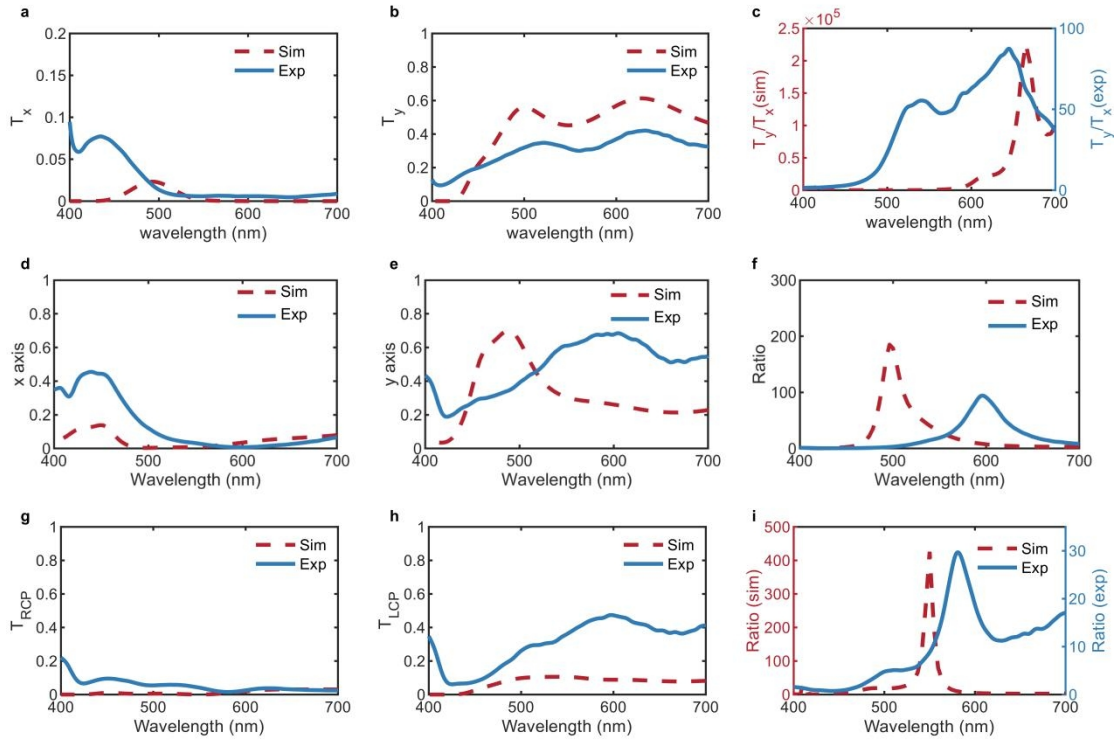 a
0.2
0.15
0.1
0.05
0
T_x
Sim
Exp
400 500 600 700
wavelength (nm)
b
1
0.8
0.6
0.4
0.2
0
T_y
Sim
Exp
400 500 600 700
wavelength (nm)
c
×10^5
2.5
2
1.5
1
0.5
0
T_y/T_x(sim)
100
50
0
T_y/T_x(exp)
400 500 600 700
wavelength (nm)
d
1
0.8
0.6
0.4
0.2
0
x axis
Sim
Exp
400 500 600 700
Wavelength (nm)
e
1
0.8
0.6
0.4
0.2
0
y axis
Sim
Exp
400 500 600 700
Wavelength (nm)
f
300
200
100
0
Ratio
Sim
Exp
400 500 600 700
Wavelength (nm)
g
1
0.8
0.6
0.4
0.2
0
T_RCP
Sim
Exp
400 500 600 700
Wavelength (nm)
h
1
0.8
0.6
0.4
0.2
0
T_LCP
Sim
Exp
400 500 600 700
Wavelength (nm)
i
500
400
300
200
100
0
Ratio (sim)
Sim
Exp
30
20
10
0
Ratio (exp)
400 500 600 700
Wavelength (nm)